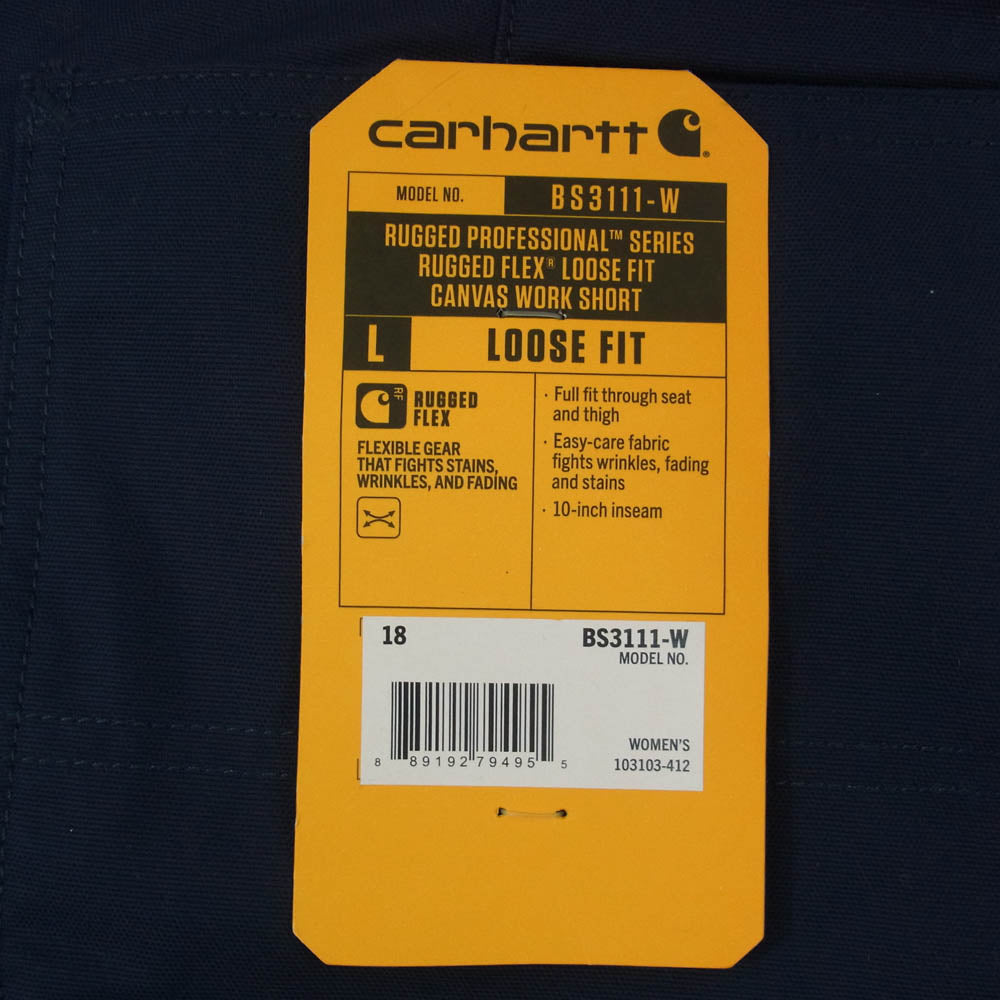 carhartt
MODEL NO. BS3111-W
RUGGED PROFESSIONAL™ SERIES
RUGGED FLEX® LOOSE FIT
CANVAS WORK SHORT
L LOOSE FIT
RF
RUGGED
FLEX
FLEXIBLE GEAR
THAT FIGHTS STAINS,
WRINKLES, AND FADING
· Full fit through seat
and thigh
· Easy-care fabric
fights wrinkles, fading
and stains
· 10-inch inseam
18 BS3111-W
MODEL NO.
8 89192 79495 5
WOMEN'S
103103-412